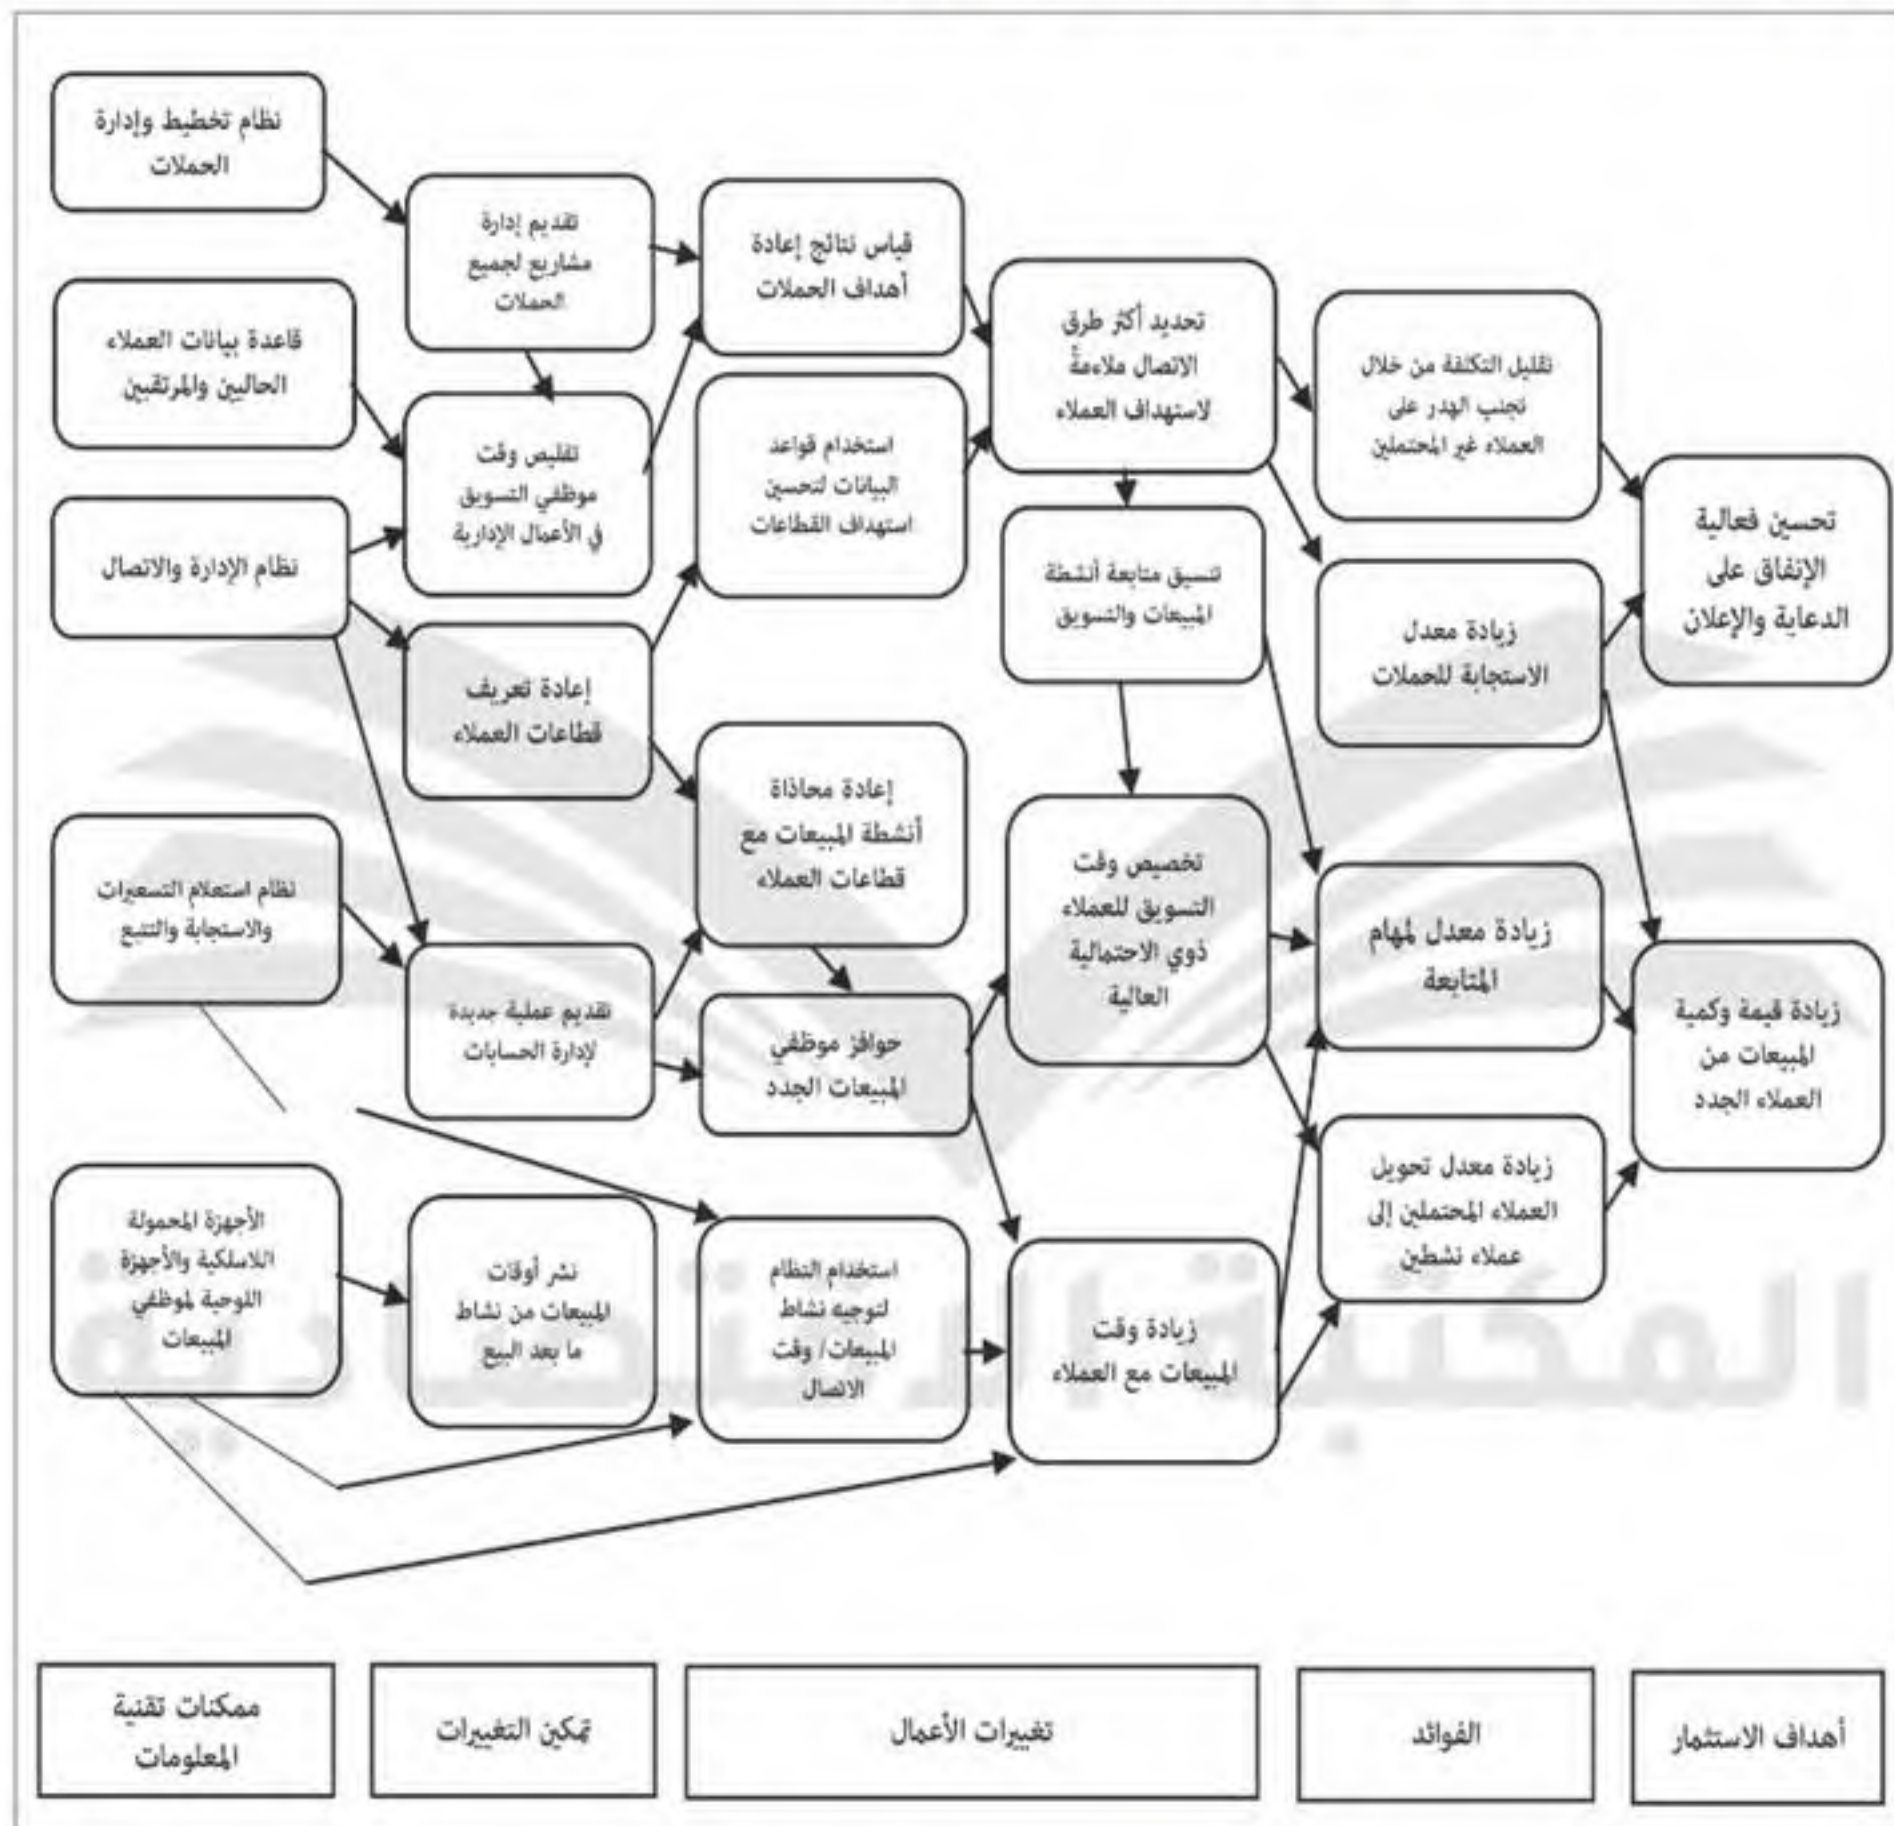 نظام تخطيط وإدارة
الحملات
قاعدة بيانات العملاء
الحاليين والمرتقبين
نظام الإدارة والاتصال
نظام استعلام التسعيرات
والاستجابة والتتبع
الأجهزة المحمولة
اللاسلكية والأجهزة
اللوحية لموظفي
المبيعات
تقديم إدارة
مشاريع لجميع
الحملات
تقليص وقت
موظفي التسويق
في الأعمال الإدارية
إعادة تعريف
قطاعات العملاء
تقديم عملية جديدة
لإدارة الحسابات
نشر أوقات
المبيعات من نشاط
ما بعد البيع
قياس نتائج إعادة
أهداف الحملات
استخدام قواعد
البيانات لتحسين
استهداف القطاعات
إعادة محاذاة
أنشطة المبيعات مع
قطاعات العملاء
حوافز موظفي
المبيعات الجدد
استخدام النظام
لتوجيه نشاط
المبيعات/ وقت
الاتصال
تحديد أكثر طرق
الاتصال ملاءمةً
لاستهداف العملاء
تنسيق متابعة أنشطة
المبيعات والتسويق
تخصيص وقت
التسويق للعملاء
ذوي الاحتمالية
العالية
زيادة وقت
المبيعات مع العملاء
تقليل التكلفة من خلال
تجنب الهدر على
العملاء غير المحتملين
زيادة معدل
الاستجابة للحملات
زيادة معدل لمهام
المتابعة
زيادة معدل تحويل
العملاء المحتملين إلى
عملاء نشطين
تحسين فعالية
الإنفاق على
الدعاية والإعلان
زيادة قيمة وكمية
المبيعات من
العملاء الجدد
ممكنات تقنية
المعلومات
تمكين التغييرات
تغييرات الأعمال
الفوائد
أهداف الاستثمار
المكتبة الاقتصادية